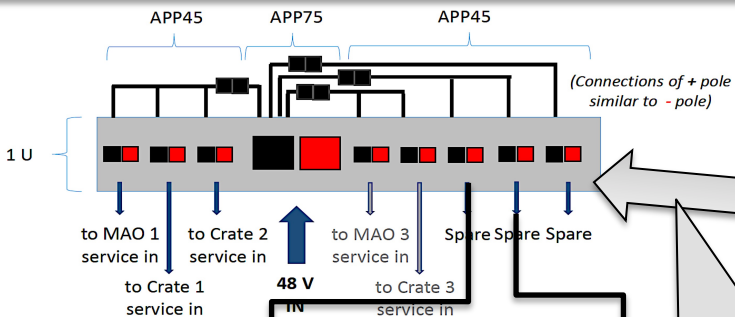 APP45 APP75 APP45
(Connections of + pole
similar to - pole)
1 U
to MAO 1
service in
to Crate 1
service in
to Crate 2
service in
48 V
IN
to MAO 3
service in
to Crate 3
service in
Spare Spare Spare